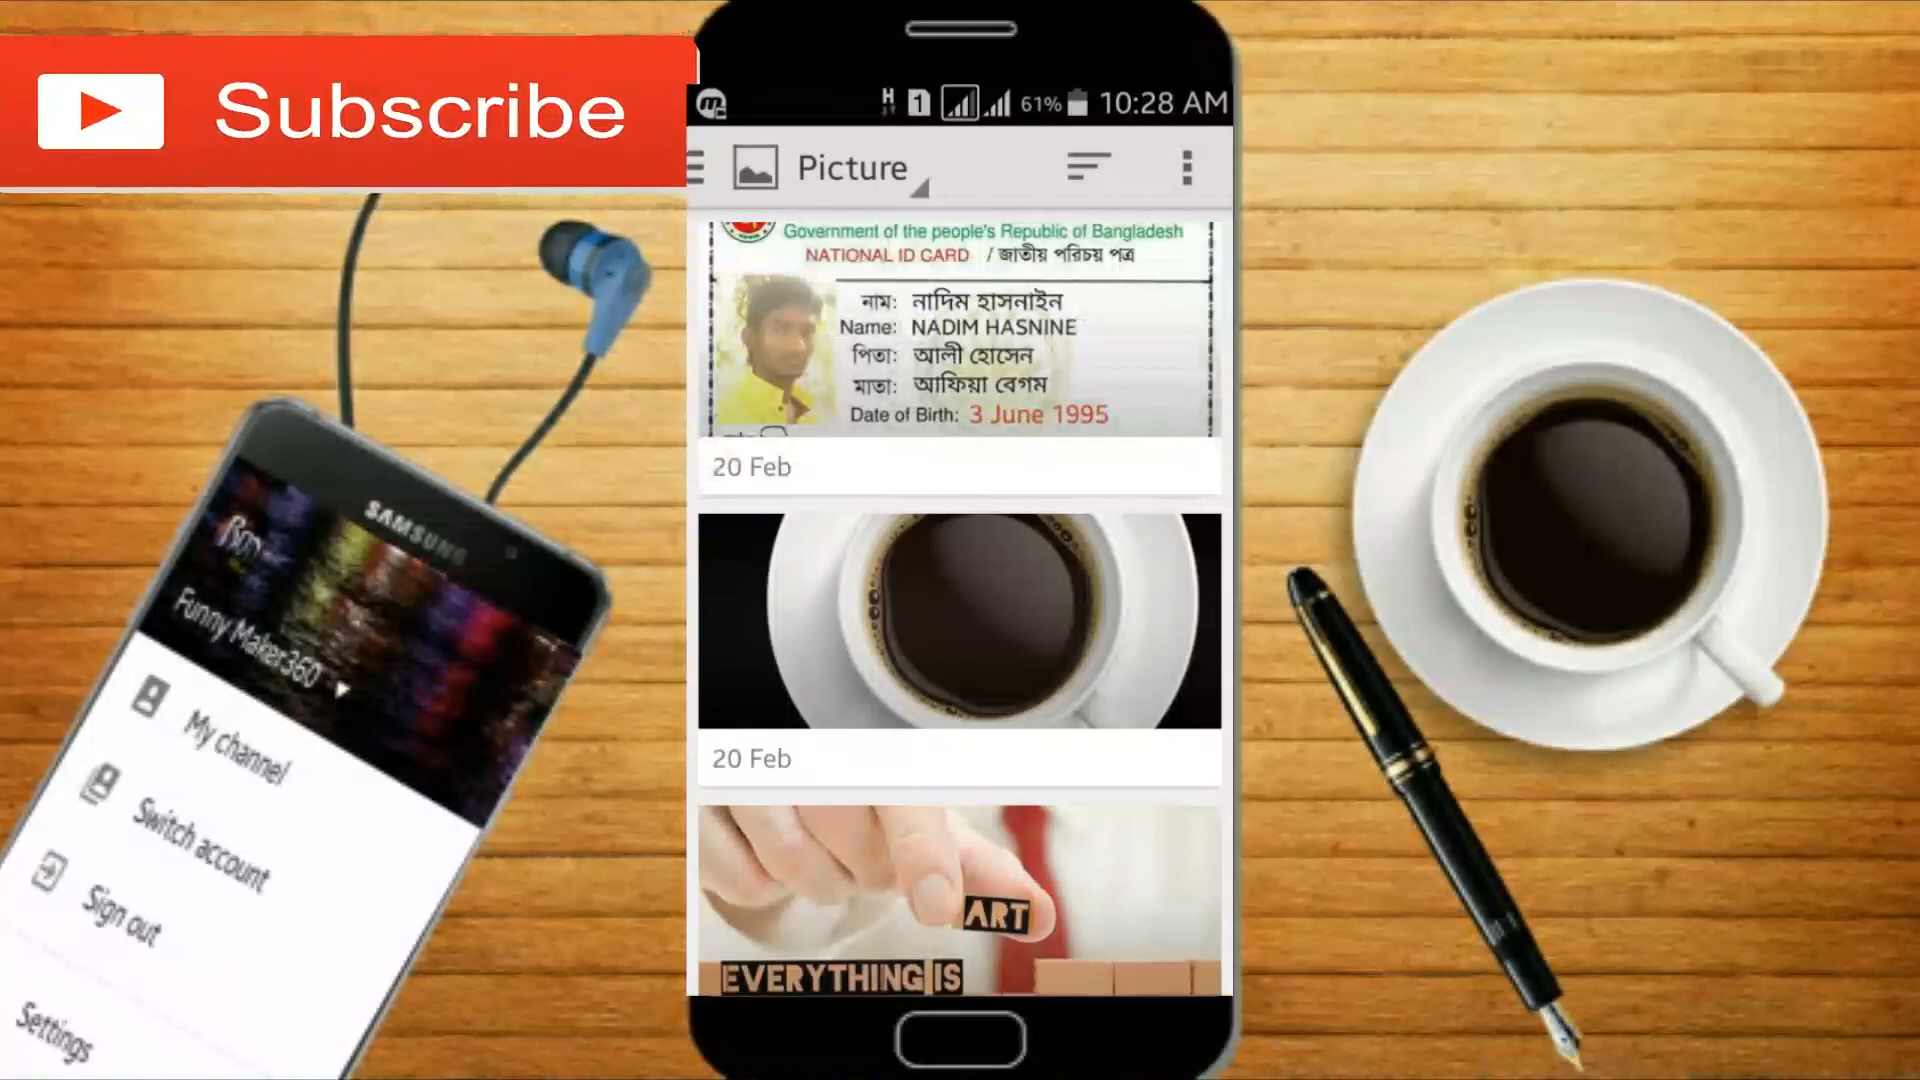 Subscribe
H 1 61% 10:28 AM
Picture
Government of the people's Republic of Bangladesh
NATIONAL ID CARD / জাতীয় পরিচয় পত্র
নাম: নাদিম হাসনাইন
Name: NADIM HASNINE
পিতা: আলী হোসেন
মাতা: আফিয়া বেগম
Date of Birth: 3 June 1995
20 Feb
20 Feb
ART
EVERYTHING IS
SAMSUNG
Funny Maker360
My channel
Switch account
Sign out
Settings